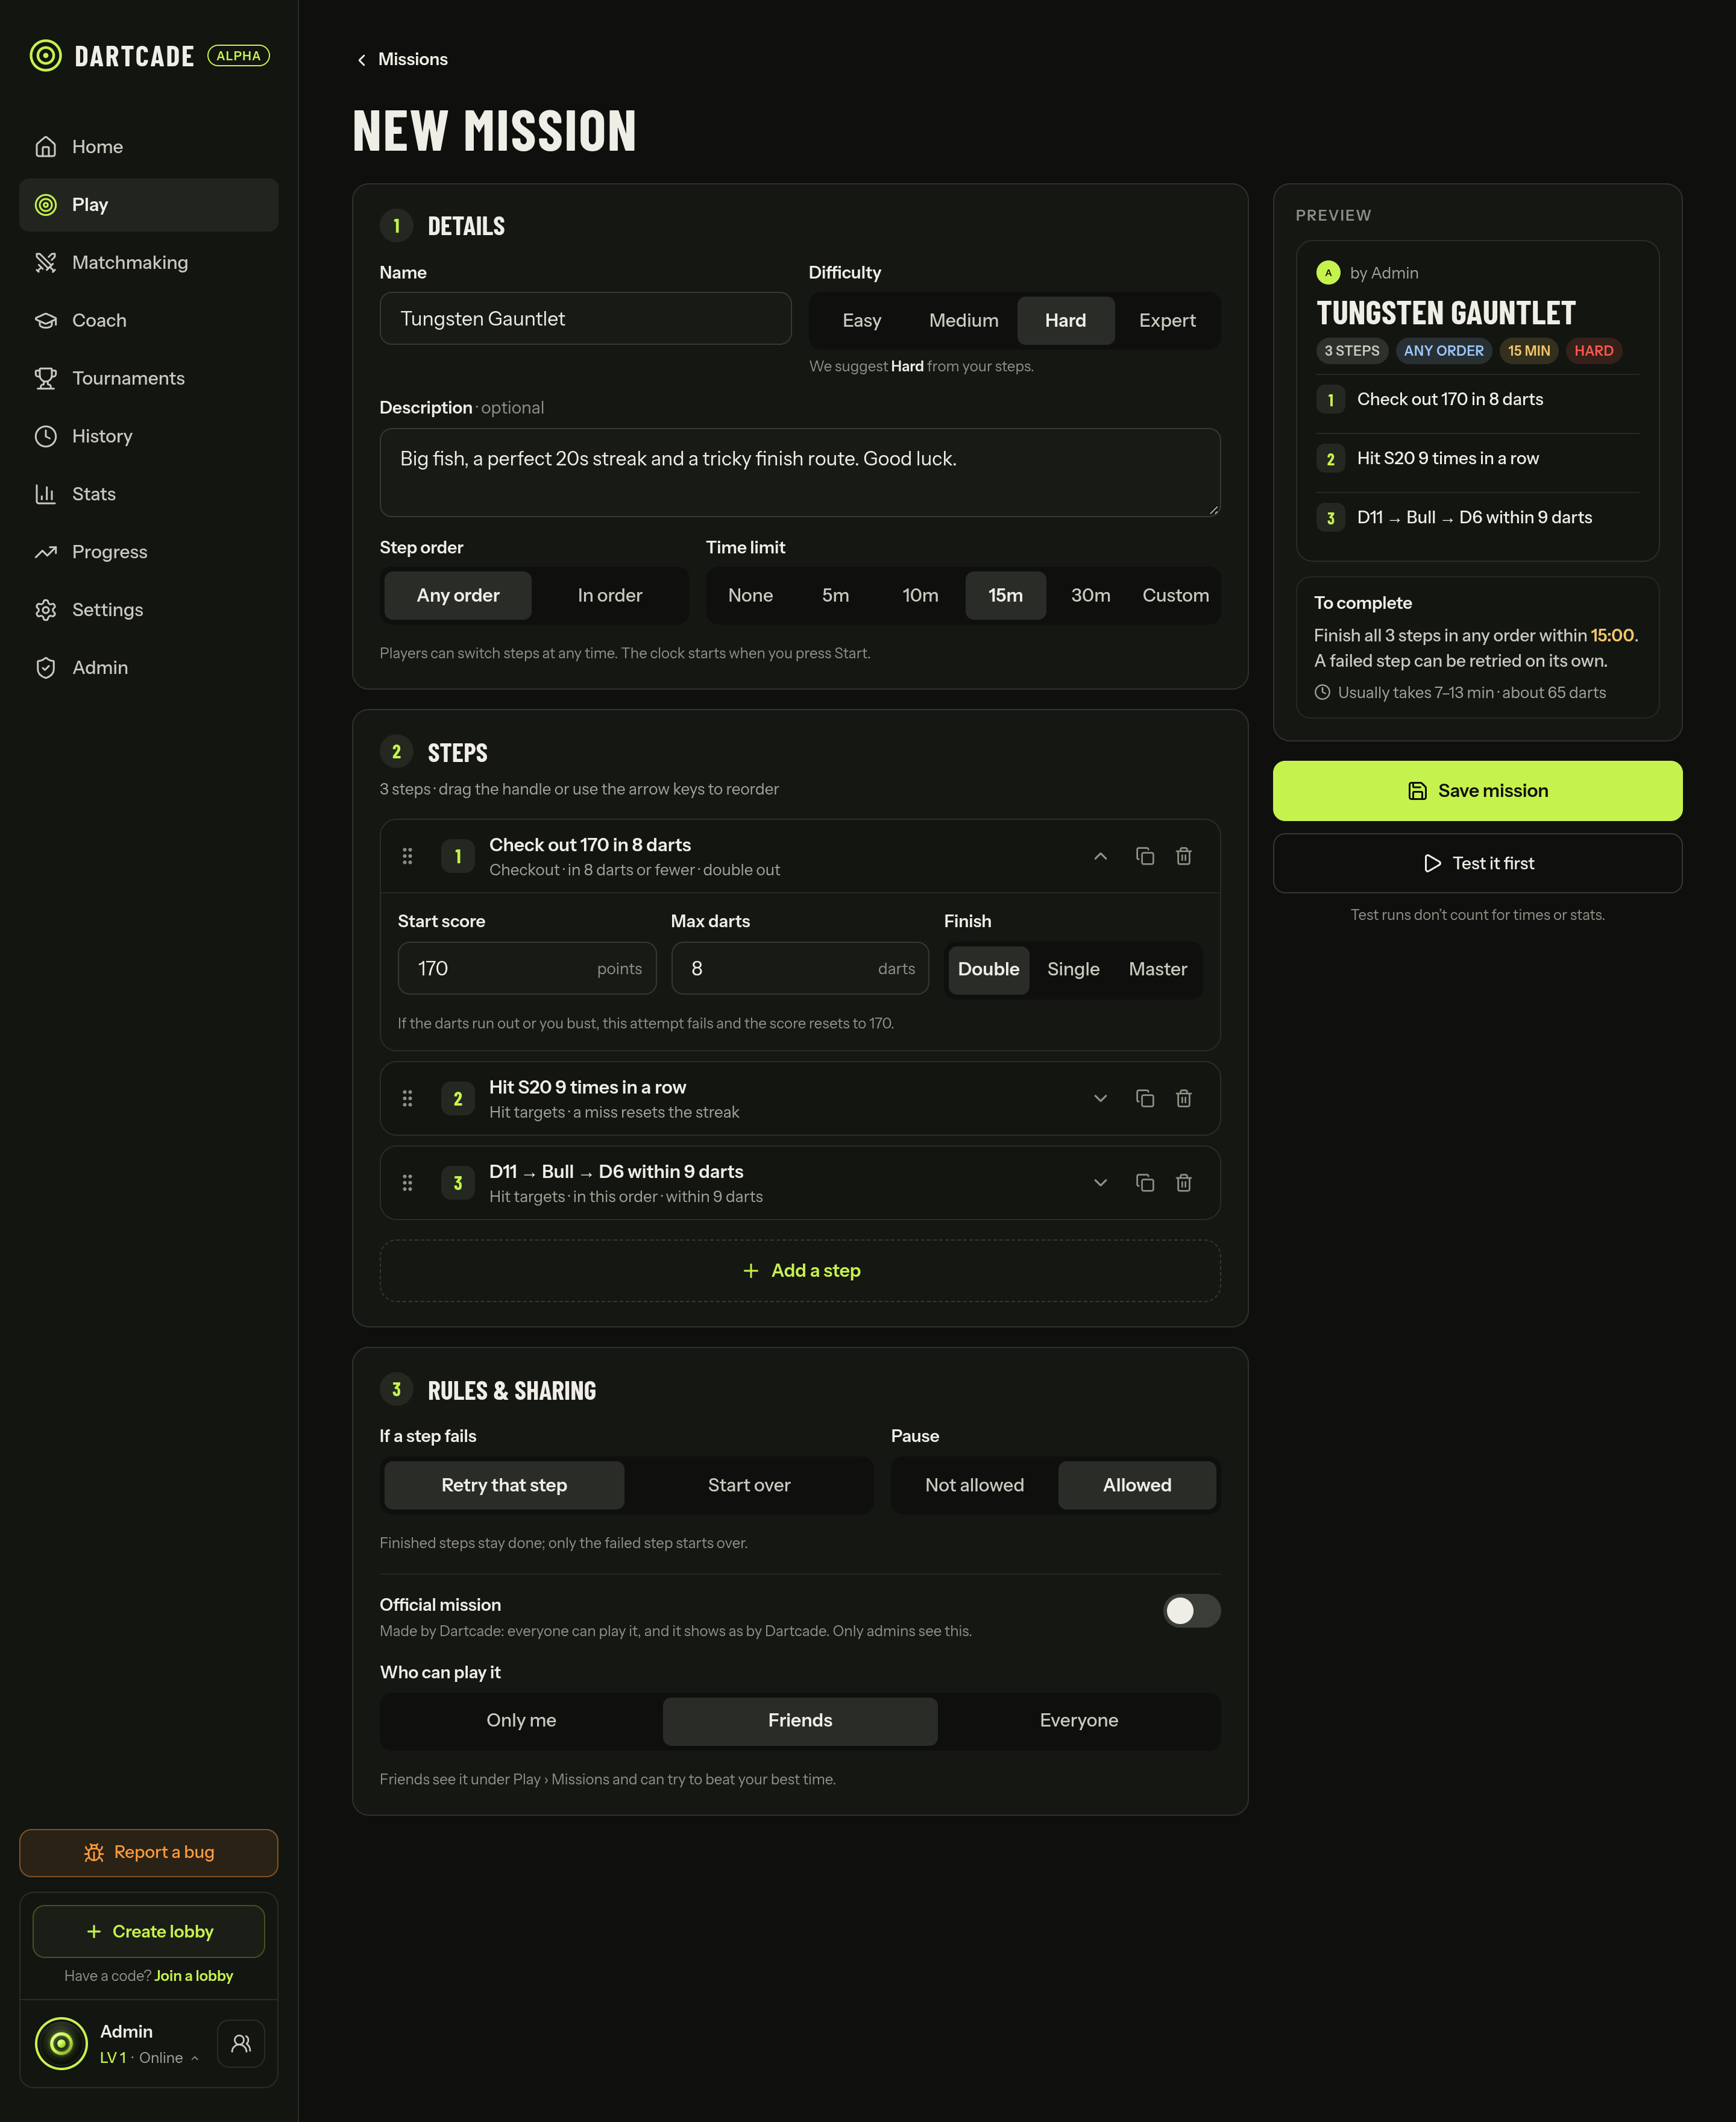 DARTCADE ALPHA
Home
Play
Matchmaking
Coach
Tournaments
History
Stats
Progress
Settings
Admin
Report a bug
Create lobby
Have a code? Join a lobby
Admin
LV 1 · Online
Missions
NEW MISSION
1 DETAILS
Name
Tungsten Gauntlet
Difficulty
Easy Medium Hard Expert
We suggest Hard from your steps.
Description · optional
Big fish, a perfect 20s streak and a tricky finish route. Good luck.
Step order
Any order In order
Time limit
None 5m 10m 15m 30m Custom
Players can switch steps at any time. The clock starts when you press Start.
2 STEPS
3 steps · drag the handle or use the arrow keys to reorder
1 Check out 170 in 8 darts
Checkout · in 8 darts or fewer · double out
Start score
170 points
Max darts
8 darts
Finish
Double Single Master
If the darts run out or you bust, this attempt fails and the score resets to 170.
2 Hit S20 9 times in a row
Hit targets · a miss resets the streak
3 D11 → Bull → D6 within 9 darts
Hit targets · in this order · within 9 darts
Add a step
3 RULES & SHARING
If a step fails
Retry that step Start over
Pause
Not allowed Allowed
Finished steps stay done; only the failed step starts over.
Official mission
Made by Dartcade: everyone can play it, and it shows as by Dartcade. Only admins see this.
Who can play it
Only me Friends Everyone
Friends see it under Play › Missions and can try to beat your best time.
PREVIEW
A by Admin
TUNGSTEN GAUNTLET
3 STEPS ANY ORDER 15 MIN HARD
1 Check out 170 in 8 darts
2 Hit S20 9 times in a row
3 D11 → Bull → D6 within 9 darts
To complete
Finish all 3 steps in any order within 15:00.
A failed step can be retried on its own.
Usually takes 7–13 min · about 65 darts
Save mission
Test it first
Test runs don't count for times or stats.